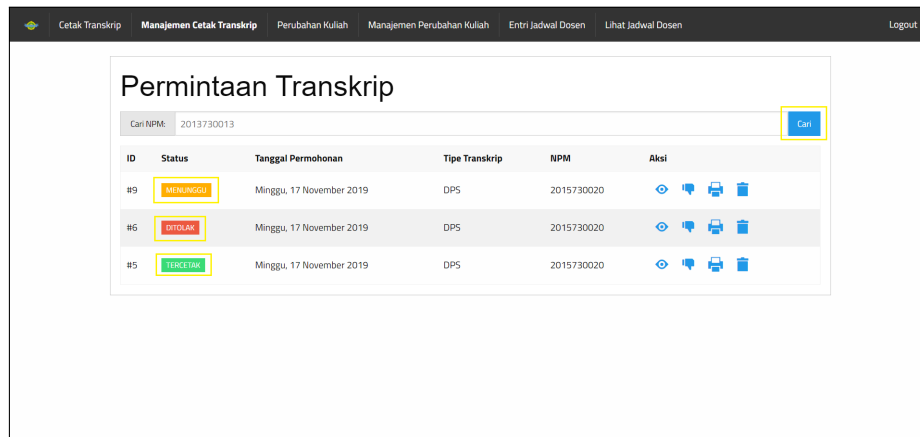 Cetak Transkrip Manajemen Cetak Transkrip Perubahan Kuliah Manajemen Perubahan Kuliah Entri Jadwal Dosen Lihat Jadwal Dosen Logout
Permintaan Transkrip
Cari NPM: 2013730013 Cari
ID Status Tanggal Permohonan Tipe Transkrip NPM Aksi
#9 MENUNGGU Minggu, 17 November 2019 DPS 2015730020
#6 DITOLAK Minggu, 17 November 2019 DPS 2015730020
#5 TERCETAK Minggu, 17 November 2019 DPS 2015730020